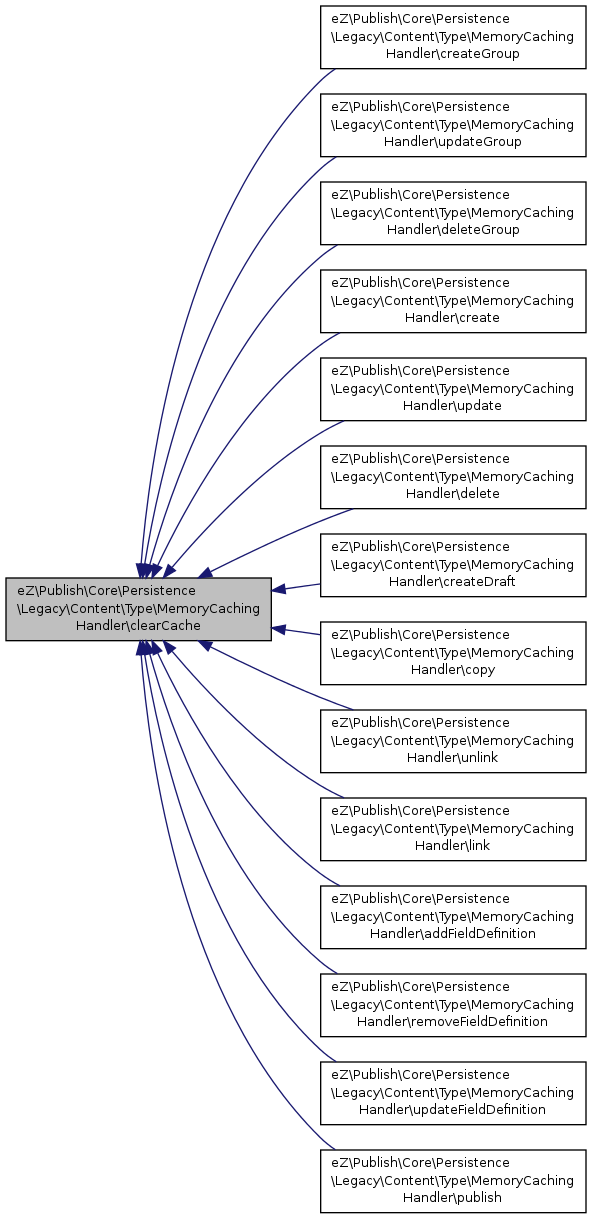 eZ\Publish\Core\Persistence
\Legacy\Content\Type\MemoryCaching
Handler\createGroup
eZ\Publish\Core\Persistence
\Legacy\Content\Type\MemoryCaching
Handler\updateGroup
eZ\Publish\Core\Persistence
\Legacy\Content\Type\MemoryCaching
Handler\deleteGroup
eZ\Publish\Core\Persistence
\Legacy\Content\Type\MemoryCaching
Handler\create
eZ\Publish\Core\Persistence
\Legacy\Content\Type\MemoryCaching
Handler\update
eZ\Publish\Core\Persistence
\Legacy\Content\Type\MemoryCaching
Handler\delete
eZ\Publish\Core\Persistence
\Legacy\Content\Type\MemoryCaching
Handler\createDraft
eZ\Publish\Core\Persistence
\Legacy\Content\Type\MemoryCaching
Handler\clearCache
eZ\Publish\Core\Persistence
\Legacy\Content\Type\MemoryCaching
Handler\copy
eZ\Publish\Core\Persistence
\Legacy\Content\Type\MemoryCaching
Handler\unlink
eZ\Publish\Core\Persistence
\Legacy\Content\Type\MemoryCaching
Handler\link
eZ\Publish\Core\Persistence
\Legacy\Content\Type\MemoryCaching
Handler\addFieldDefinition
eZ\Publish\Core\Persistence
\Legacy\Content\Type\MemoryCaching
Handler\removeFieldDefinition
eZ\Publish\Core\Persistence
\Legacy\Content\Type\MemoryCaching
Handler\updateFieldDefinition
eZ\Publish\Core\Persistence
\Legacy\Content\Type\MemoryCaching
Handler\publish